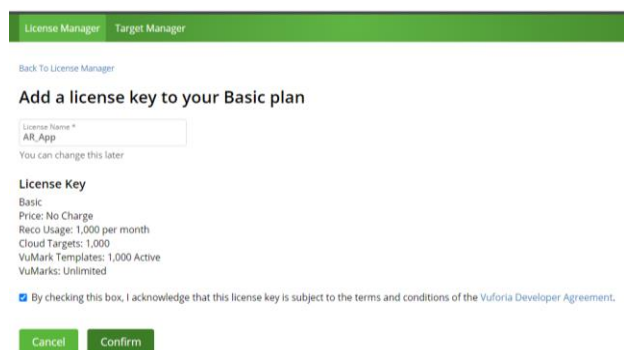 License Manager Target Manager
Back To License Manager
Add a license key to your Basic plan
License Name *
AR_App
You can change this later
License Key
Basic
Price: No Charge
Reco Usage: 1,000 per month
Cloud Targets: 1,000
VuMark Templates: 1,000 Active
VuMarks: Unlimited
By checking this box, I acknowledge that this license key is subject to the terms and conditions of the Vuforia Developer Agreement.
Cancel Confirm